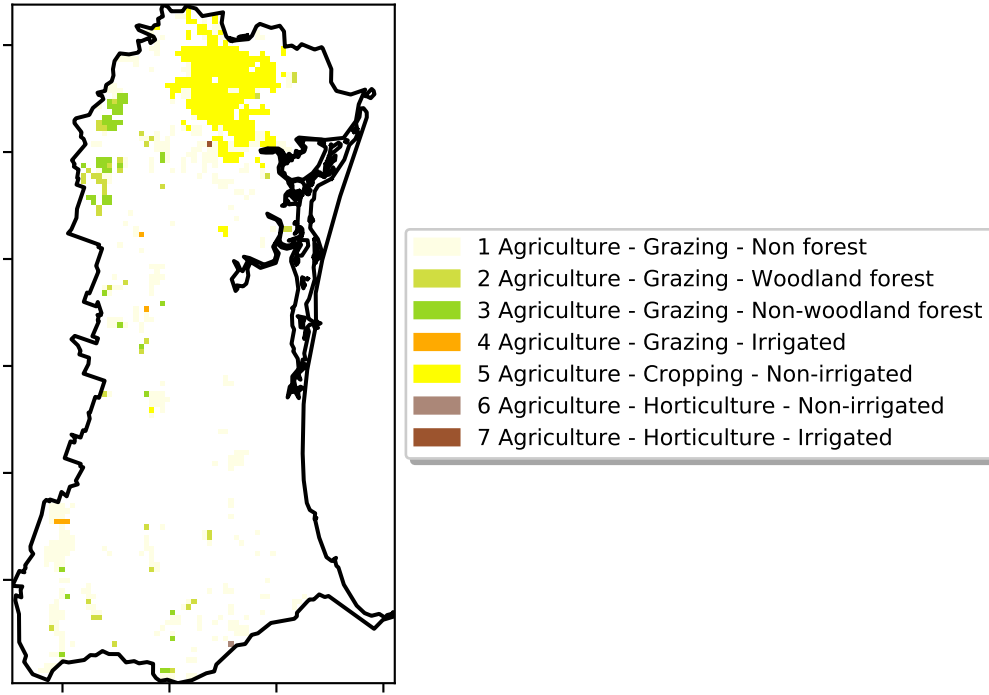 1 Agriculture - Grazing - Non forest
2 Agriculture - Grazing - Woodland forest
3 Agriculture - Grazing - Non-woodland forest
4 Agriculture - Grazing - Irrigated
5 Agriculture - Cropping - Non-irrigated
6 Agriculture - Horticulture - Non-irrigated
7 Agriculture - Horticulture - Irrigated